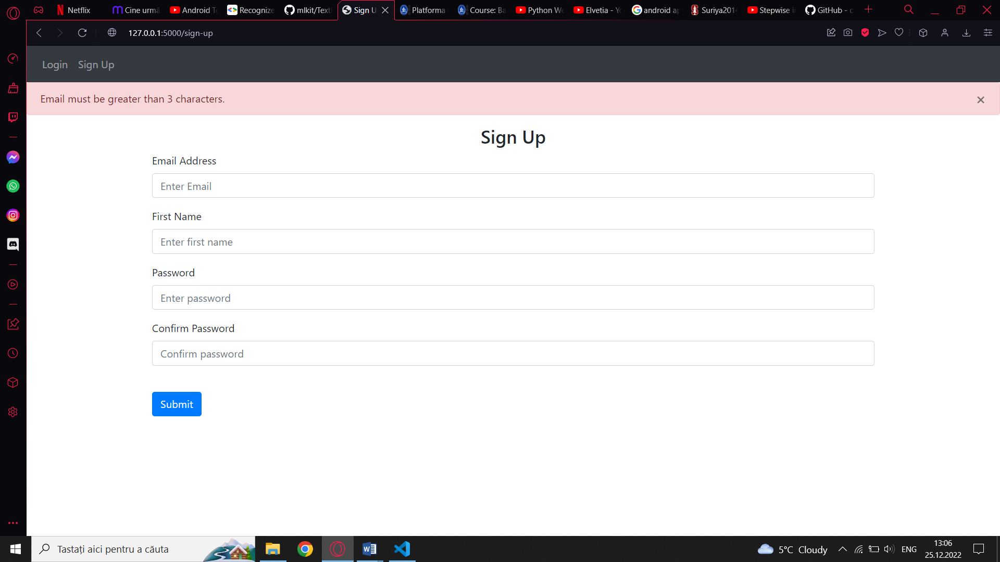 Netflix
Cine urmă
Android Te
Recognize
mlkit/Text
Sign U
Platforma
Course: Ba
Python We
Elvetia - Yo
android ap
Suriya201
Stepwise i
GitHub - c
127.0.0.1:5000/sign-up
Login Sign Up
Email must be greater than 3 characters.
×
Sign Up
Email Address
Enter Email
First Name
Enter first name
Password
Enter password
Confirm Password
Confirm password
Submit
Tastați aici pentru a căuta
5°C Cloudy
ENG
13:06
25.12.2022